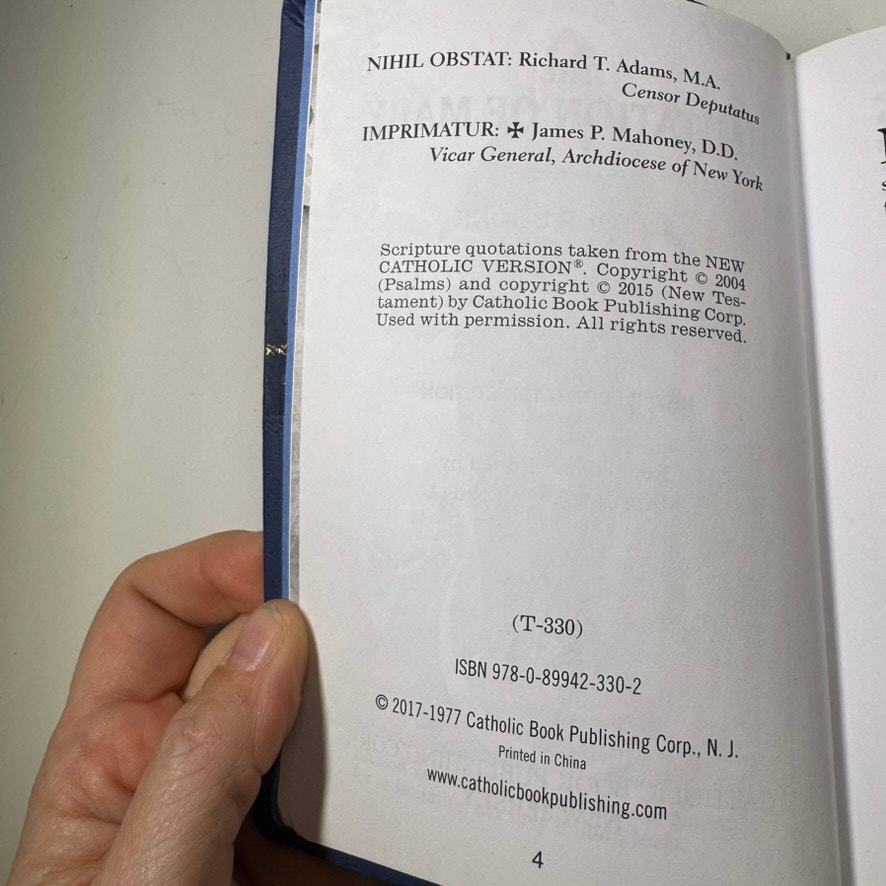 NIHIL OBSTAT: Richard T. Adams, M.A.
Censor Deputatus
IMPRIMATUR: ✠ James P. Mahoney, D.D.
Vicar General, Archdiocese of New York
Scripture quotations taken from the NEW
CATHOLIC VERSION®. Copyright © 2004
(Psalms) and copyright © 2015 (New Tes-
tament) by Catholic Book Publishing Corp.
Used with permission. All rights reserved.
(T-330)
ISBN 978-0-89942-330-2
© 2017-1977 Catholic Book Publishing Corp., N. J.
Printed in China
www.catholicbookpublishing.com
4